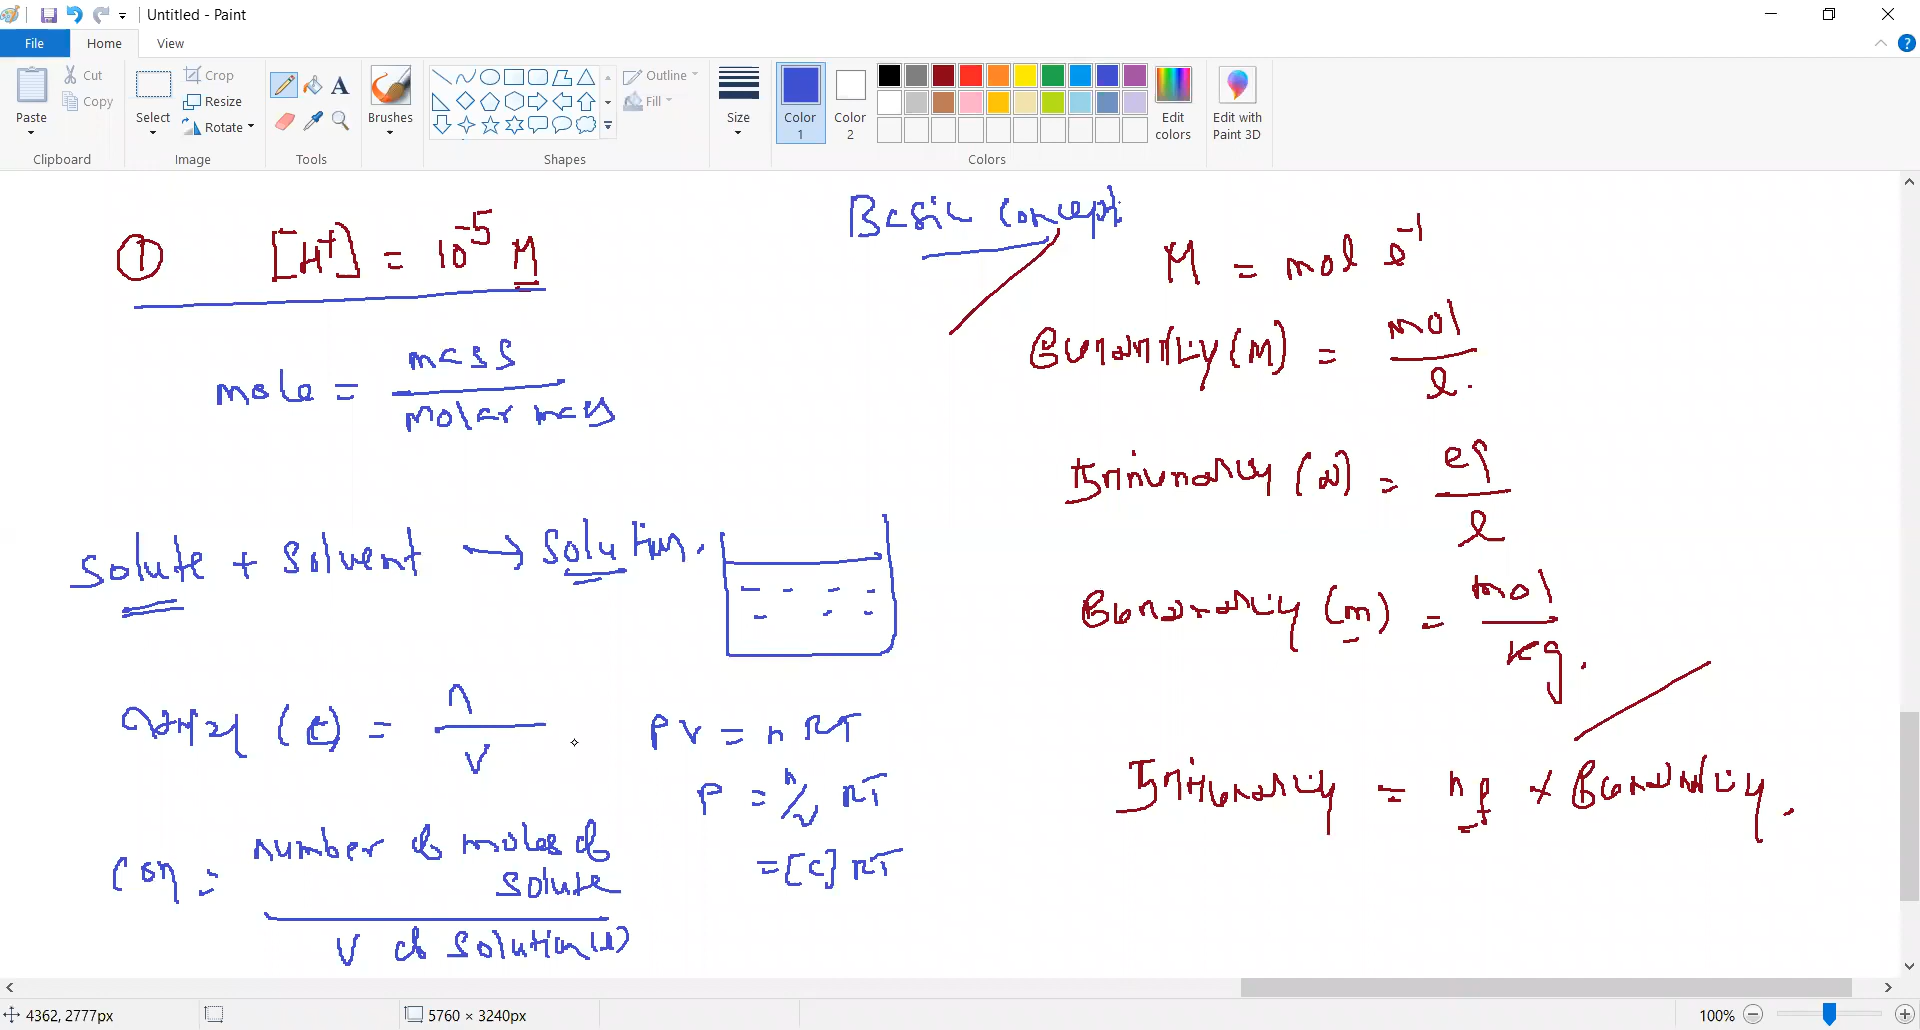 Untitled - Paint
File
Home
View
Paste
Cut
Copy
Clipboard
Select
Crop
Resize
Rotate
Image
Tools
Brushes
Shapes
Outline
Fill
Size
Color 1
Color 2
Colors
Edit colors
Edit with Paint 3D
Basic concept
① [H⁺] = 10⁻⁵ M
mole = mass / molar mass
solute + solvent → solution.
(c) = n / V
PV = nRT
P = n/V RT
= [C] RT
con = number of moles of solute / V of solution (l)
M = mol l⁻¹
(M) = mol / l.
(N) = eq / l
(m) = mol / kg.
= nf ×
4362, 2777px
5760 × 3240px
100%